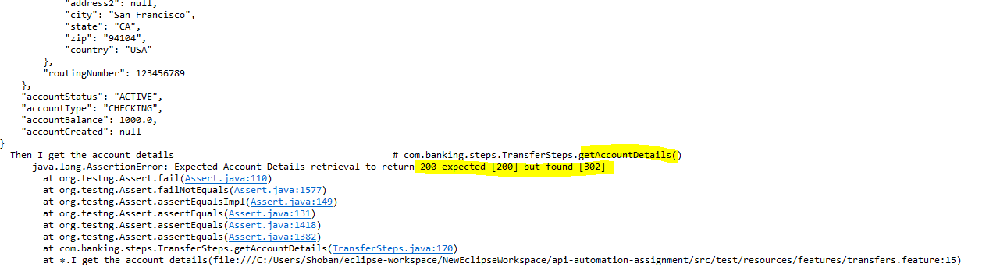 "address2": null,
"city": "San Francisco",
"state": "CA",
"zip": "94104",
"country": "USA"
},
"routingNumber": 123456789
},
"accountStatus": "ACTIVE",
"accountType": "CHECKING",
"accountBalance": 1000.0,
"accountCreated": null
}
Then I get the account details # com.banking.steps.TransferSteps.getAccountDetails()
java.lang.AssertionError: Expected Account Details retrieval to return 200 expected [200] but found [302]
at org.testng.Assert.fail(Assert.java:110)
at org.testng.Assert.failNotEquals(Assert.java:1577)
at org.testng.Assert.assertEqualsImpl(Assert.java:149)
at org.testng.Assert.assertEquals(Assert.java:131)
at org.testng.Assert.assertEquals(Assert.java:1418)
at org.testng.Assert.assertEquals(Assert.java:1382)
at com.banking.steps.TransferSteps.getAccountDetails(TransferSteps.java:170)
at *.I get the account details(file:///C:/Users/Shoban/eclipse-workspace/NewEclipseWorkspace/api-automation-assignment/src/test/resources/features/transfers.feature:15)